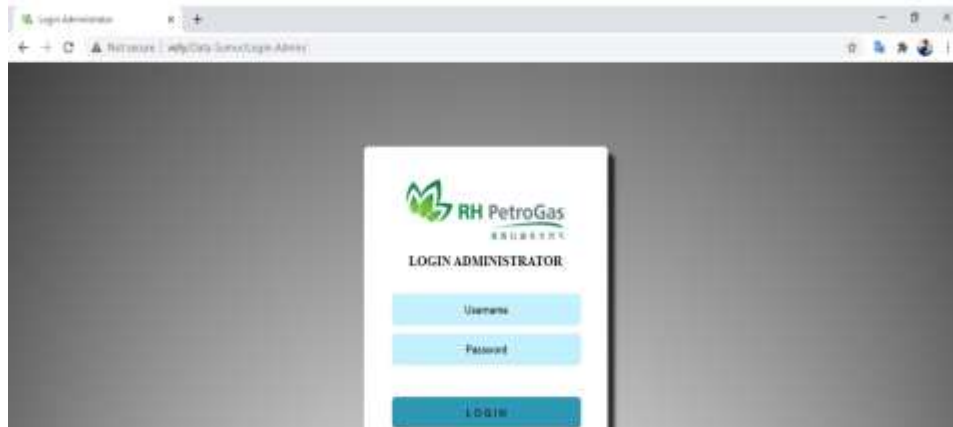 Login Administrator
Not secure
RH PetroGas
LOGIN ADMINISTRATOR
Username
Password
LOGIN